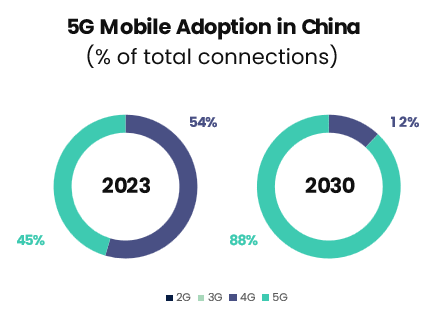 5G Mobile Adoption in China
(% of total connections)
54%
2023
45%
12%
2030
88%
2G 3G 4G 5G